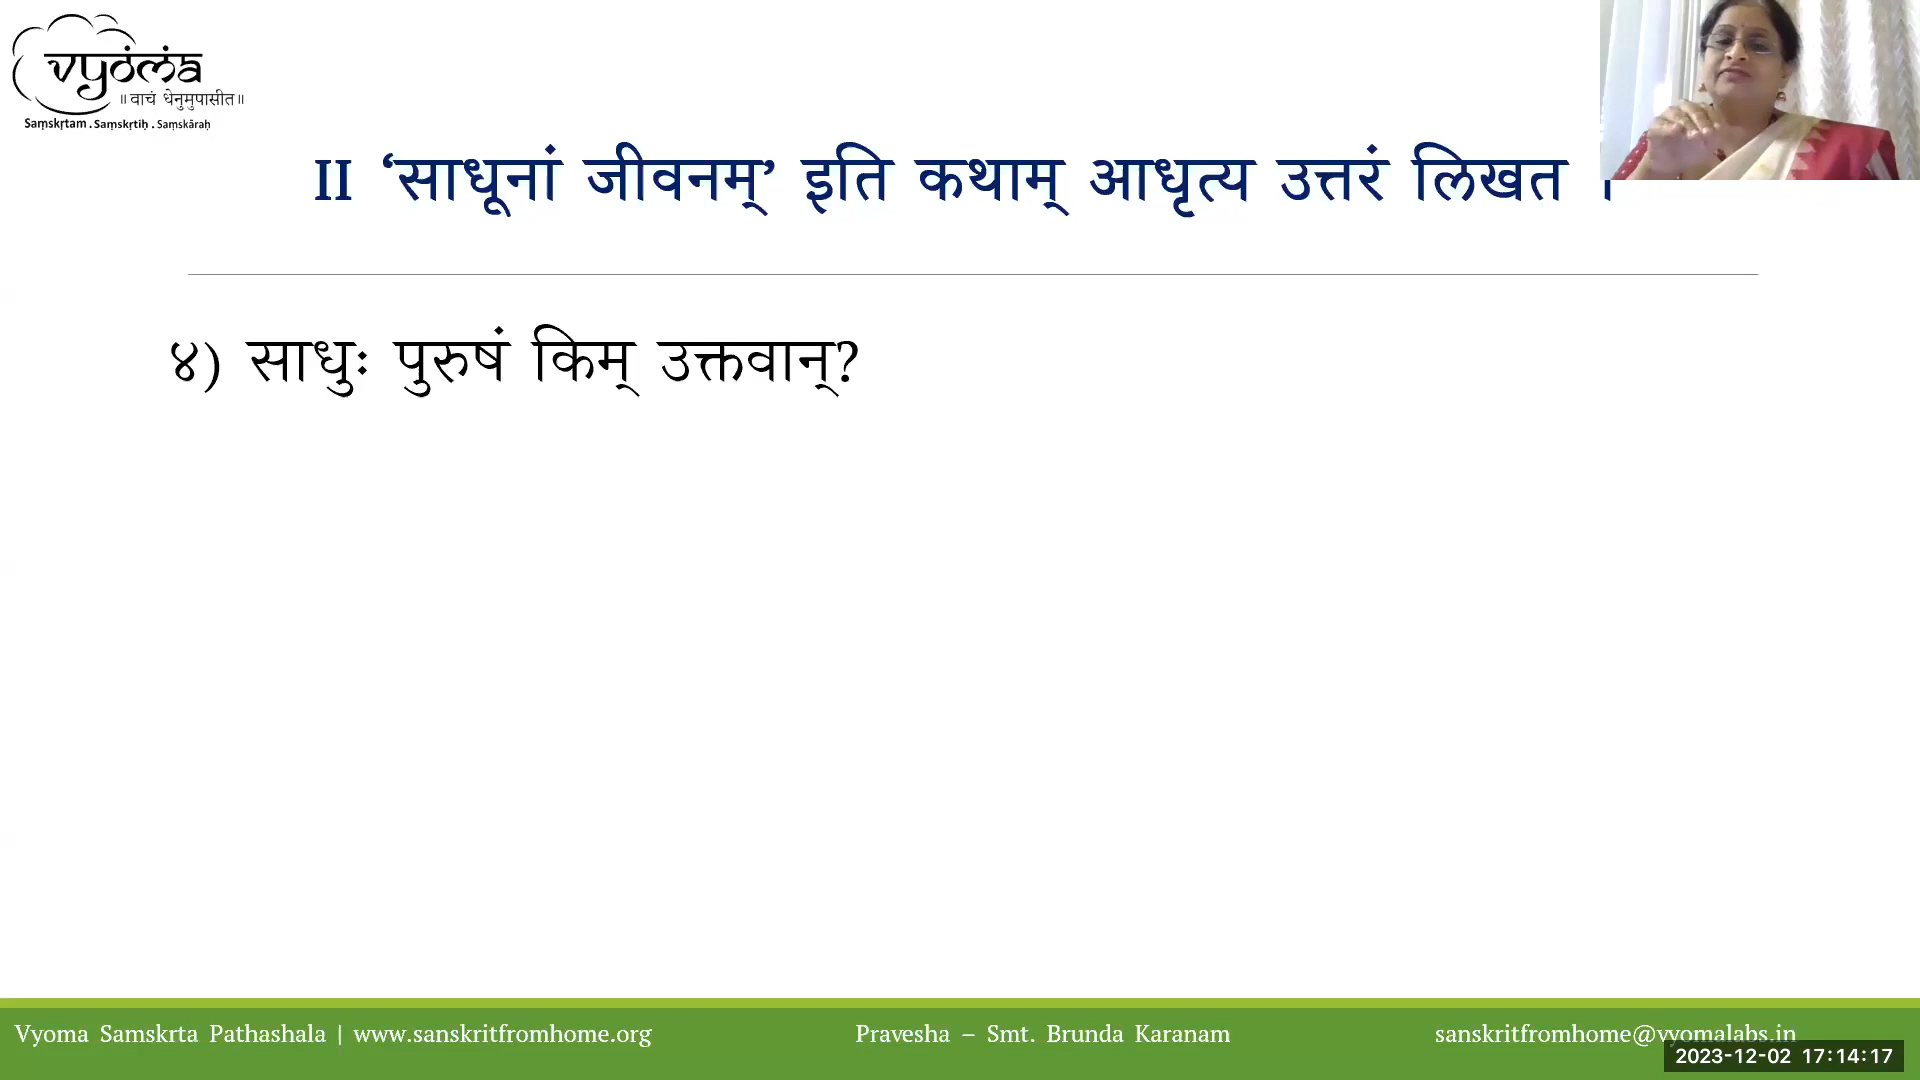 vyoma
॥वाचं धेनुमुपासीत॥
Saṃskṛtam . Saṃskṛtiḥ . Saṃskāraḥ
II ‘साधूनां जीवनम्’ इति कथाम् आधृत्य उत्तरं लिखत ।
४) साधुः पुरुषं किम् उक्तवान्?
Vyoma Samskrta Pathashala | www.sanskritfromhome.org
Pravesha – Smt. Brunda Karanam
sanskritfromhome@vyomalabs.in
2023-12-02 17:14:17